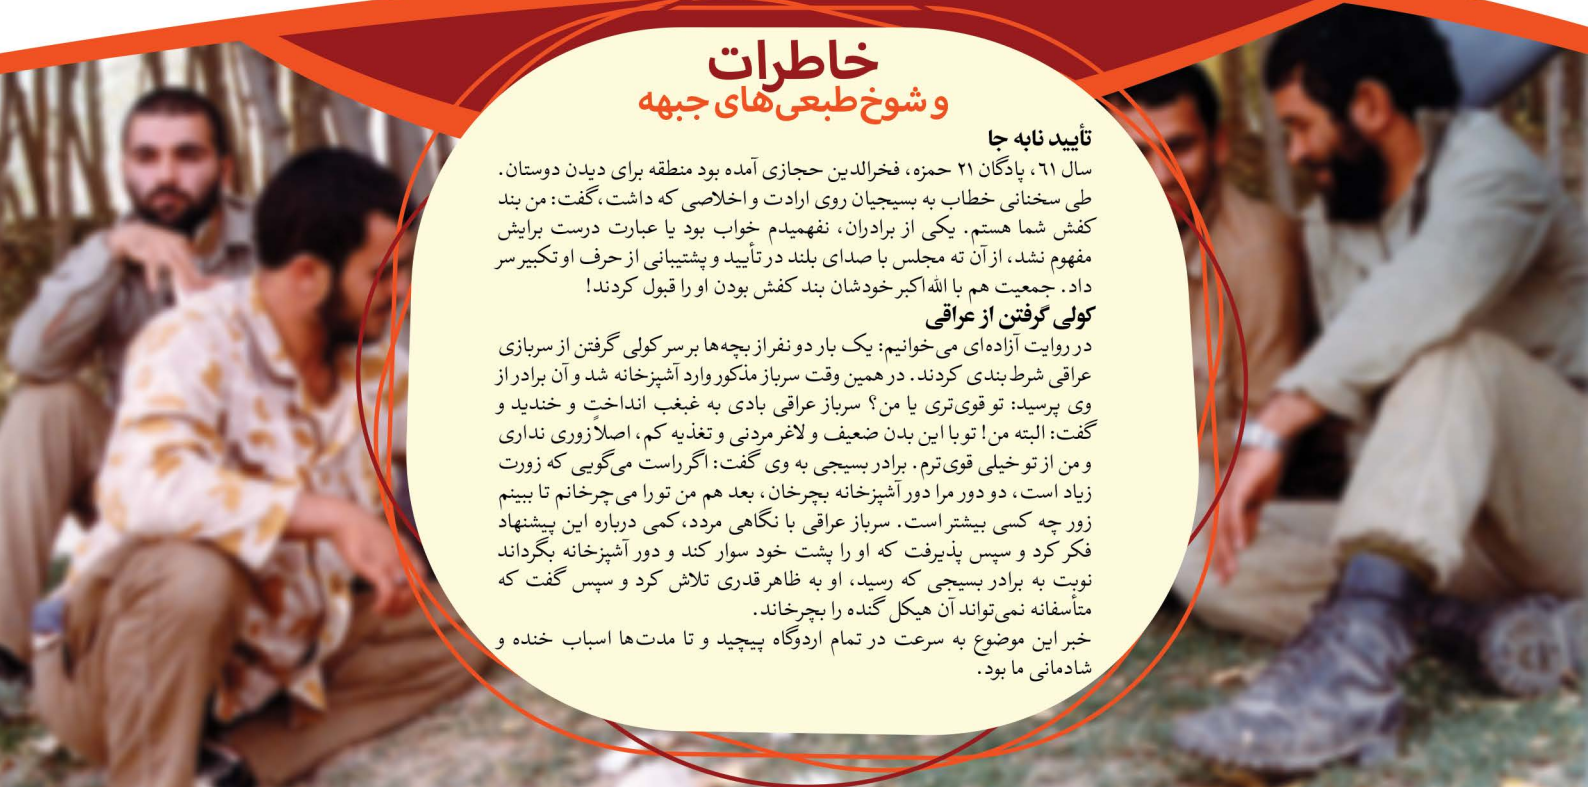 خاطرات
و شوخ‌طبعی‌های جبهه
تأیید نابه جا
سال ۶۱، پادگان ۲۱ حمزه، فخرالدین حجازی آمده بود منطقه برای دیدن دوستان.
طی سخنانی خطاب به بسیجیان روی ارادت و اخلاصی که داشت، گفت: من بند
کفش شما هستم. یکی از برادران، نفهمیدم خواب بود یا عبارت درست برایش
مفهوم نشد، از آن ته مجلس با صدای بلند در تأیید و پشتیبانی از حرف او تکبیر سر
داد. جمعیت هم با الله‌اکبر خودشان بند کفش بودن او را قبول کردند!
کولی گرفتن از عراقی
در روایت آزاده‌ای می‌خوانیم: یک بار دو نفر از بچه‌ها بر سر کولی گرفتن از سربازی
عراقی شرط بندی کردند. در همین وقت سرباز مذکور وارد آشپزخانه شد و آن برادر از
وی پرسید: تو قوی‌تری یا من؟ سرباز عراقی بادی به غبغب انداخت و خندید و
گفت: البته من! تو با این بدن ضعیف و لاغر مردنی و تغذیه کم، اصلاً زوری نداری
و من از تو خیلی قوی‌ترم. برادر بسیجی به وی گفت: اگر راست می‌گویی که زورت
زیاد است، دو دور مرا دور آشپزخانه بچرخان، بعد هم من تو را می‌چرخانم تا ببینم
زور چه کسی بیشتر است. سرباز عراقی با نگاهی مردد، کمی درباره این پیشنهاد
فکر کرد و سپس پذیرفت که او را پشت خود سوار کند و دور آشپزخانه بگرداند
نوبت به برادر بسیجی که رسید، او به ظاهر قدری تلاش کرد و سپس گفت که
متأسفانه نمی‌تواند آن هیکل گنده را بچرخاند.
خبر این موضوع به سرعت در تمام اردوگاه پیچید و تا مدت‌ها اسباب خنده و
شادمانی ما بود.